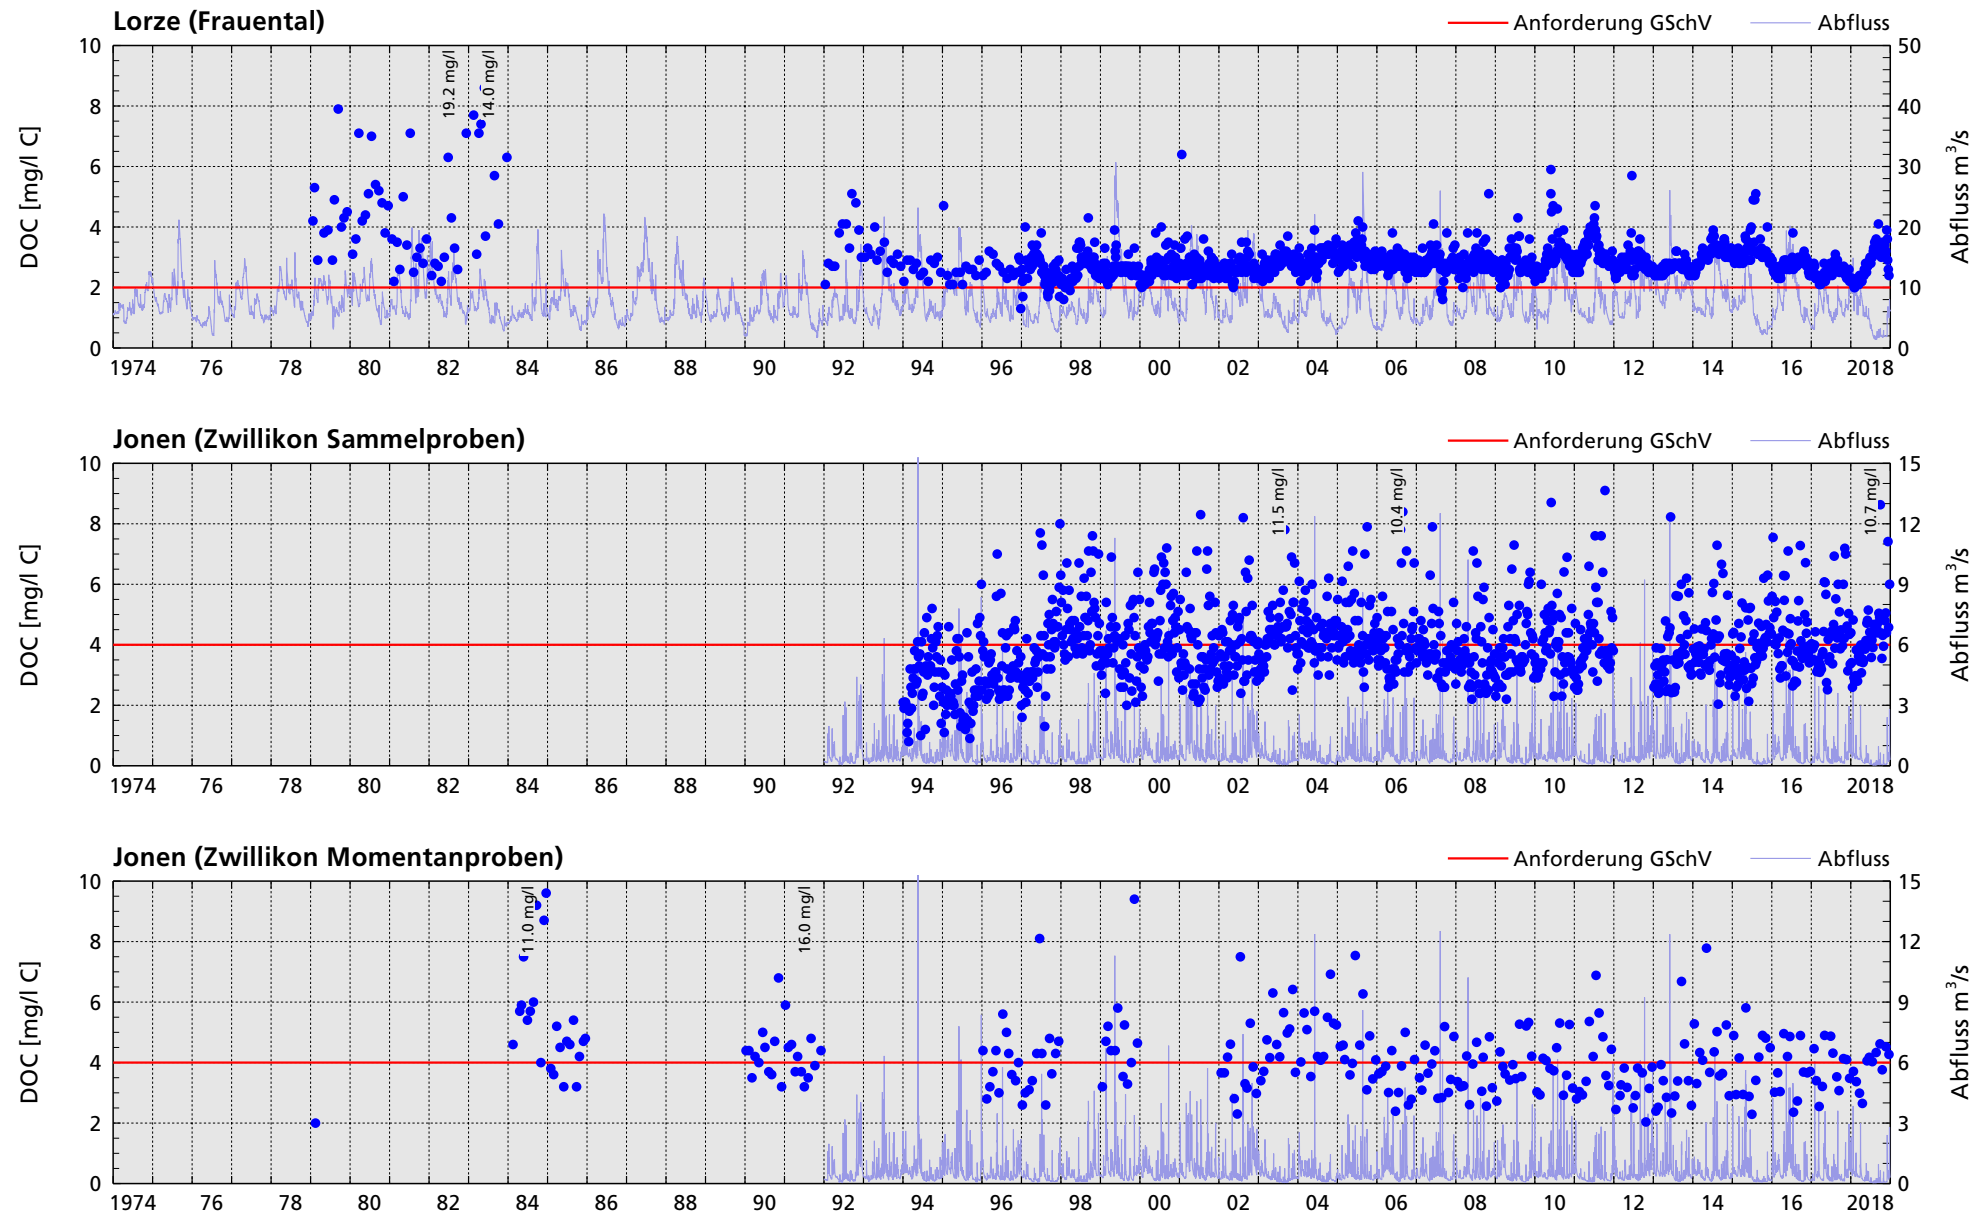 Lorze (Frauental)
Anforderung GSchV
Abfluss
DOC [mg/l C]
10
8
6
4
2
0
19.2 mg/l
14.0 mg/l
50
40
30
20
10
0
Abfluss m³/s
1974 76 78 80 82 84 86 88 90 92 94 96 98 00 02 04 06 08 10 12 14 16 2018
Jonen (Zwillikon Sammelproben)
Anforderung GSchV
Abfluss
DOC [mg/l C]
10
8
6
4
2
0
11.5 mg/l
10.4 mg/l
10.7 mg/l
15
12
9
6
3
0
Abfluss m³/s
1974 76 78 80 82 84 86 88 90 92 94 96 98 00 02 04 06 08 10 12 14 16 2018
Jonen (Zwillikon Momentanproben)
Anforderung GSchV
Abfluss
DOC [mg/l C]
10
8
6
4
2
0
11.0 mg/l
16.0 mg/l
15
12
9
6
3
0
Abfluss m³/s
1974 76 78 80 82 84 86 88 90 92 94 96 98 00 02 04 06 08 10 12 14 16 2018